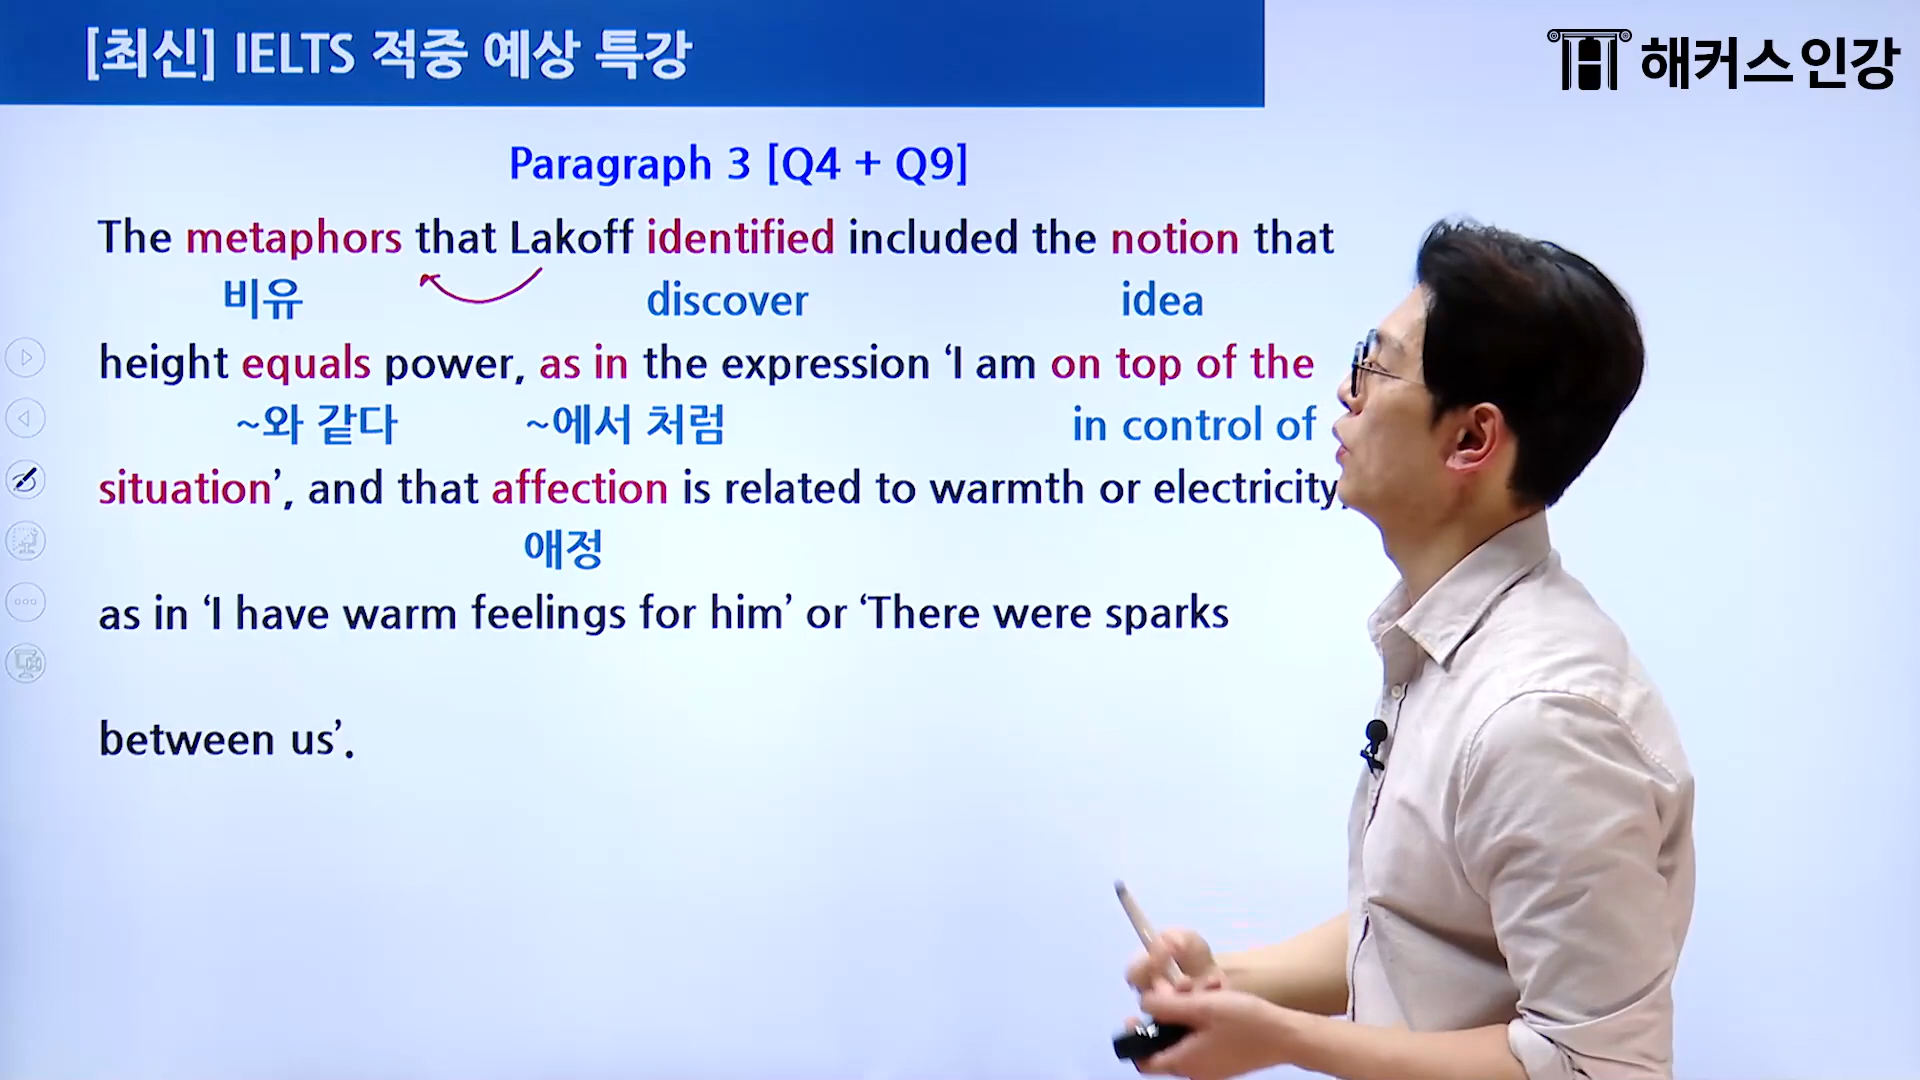 [최신] IELTS 적중 예상 특강
해커스인강
Paragraph 3 [Q4 + Q9]
The metaphors that Lakoff identified included the notion that
비유 discover idea
height equals power, as in the expression ‘I am on top of the
~와 같다 ~에서 처럼 in control of
situation’, and that affection is related to warmth or electricity,
애정
as in ‘I have warm feelings for him’ or ‘There were sparks
between us’.